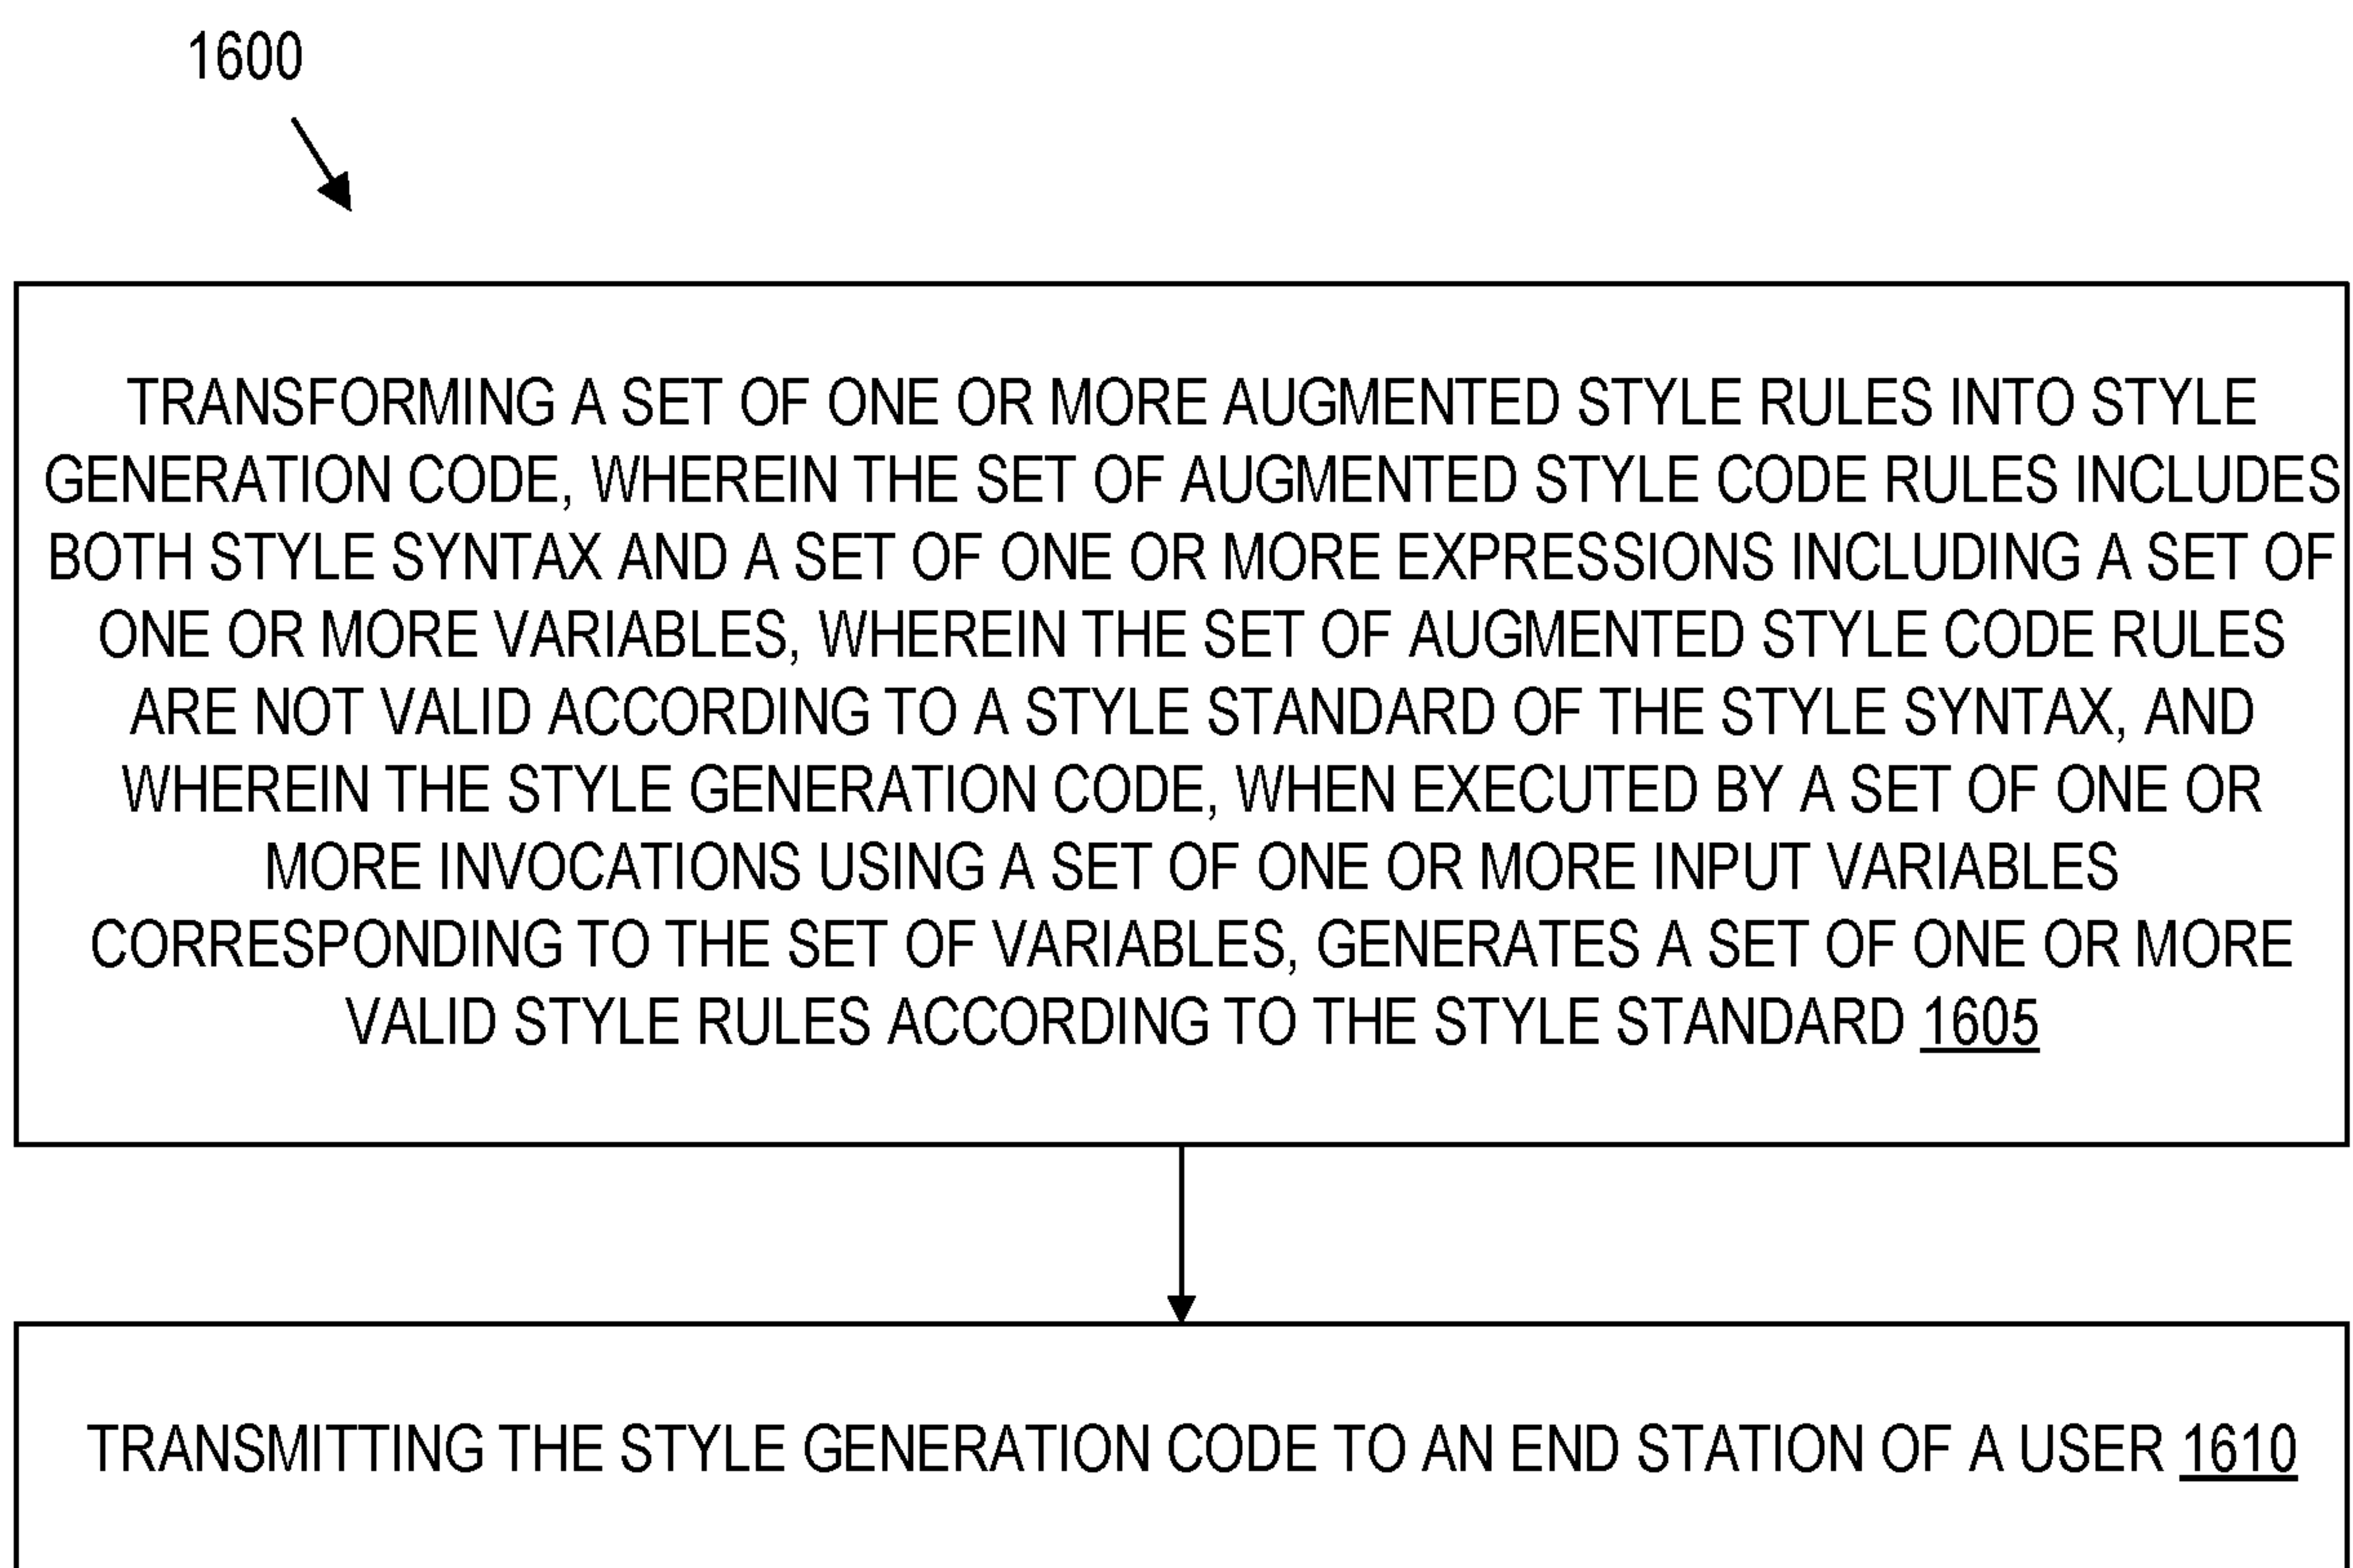 1600
TRANSFORMING A SET OF ONE OR MORE AUGMENTED STYLE RULES INTO STYLE
GENERATION CODE, WHEREIN THE SET OF AUGMENTED STYLE CODE RULES INCLUDES
BOTH STYLE SYNTAX AND A SET OF ONE OR MORE EXPRESSIONS INCLUDING A SET OF
ONE OR MORE VARIABLES, WHEREIN THE SET OF AUGMENTED STYLE CODE RULES
ARE NOT VALID ACCORDING TO A STYLE STANDARD OF THE STYLE SYNTAX, AND
WHEREIN THE STYLE GENERATION CODE, WHEN EXECUTED BY A SET OF ONE OR
MORE INVOCATIONS USING A SET OF ONE OR MORE INPUT VARIABLES
CORRESPONDING TO THE SET OF VARIABLES, GENERATES A SET OF ONE OR MORE
VALID STYLE RULES ACCORDING TO THE STYLE STANDARD 1605
TRANSMITTING THE STYLE GENERATION CODE TO AN END STATION OF A USER 1610